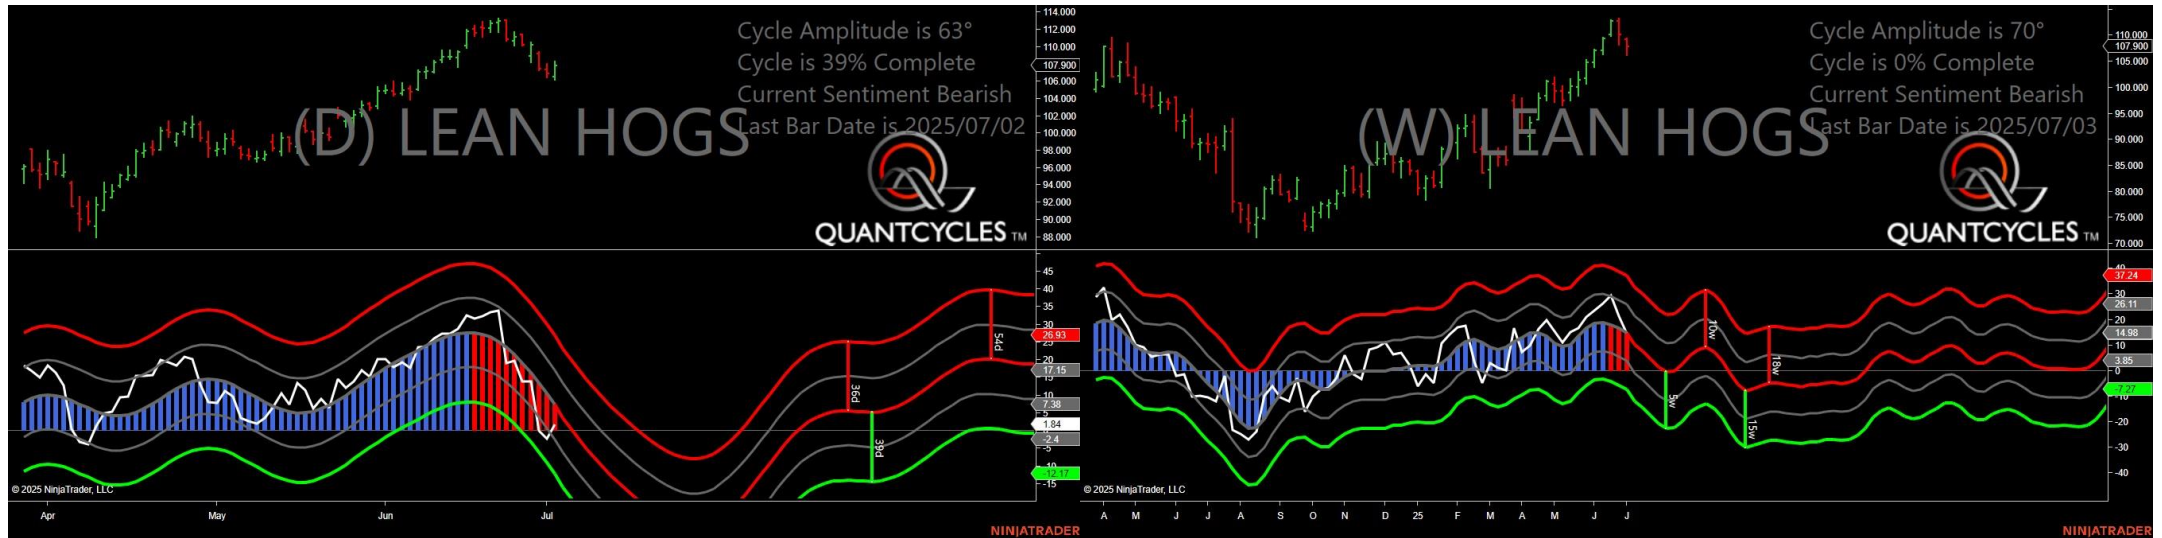 Cycle Amplitude is 63°
Cycle is 39% Complete
Current Sentiment Bearish
Last Bar Date is 2025/07/02
(D) LEAN HOGS
QUANTCYCLES TM
114.000
112.000
110.000
107.900
106.000
104.000
102.000
100.000
98.000
96.000
94.000
92.000
90.000
88.000
45
40
35
30
26.93
20
17.15
10
7.38
5
1.84
-2.4
-5
-12.17
-15
36d
39d
54d
© 2025 NinjaTrader, LLC
Apr
May
Jun
Jul
NINJATRADER
Cycle Amplitude is 70°
Cycle is 0% Complete
Current Sentiment Bearish
Last Bar Date is 2025/07/03
(W) LEAN HOGS
QUANTCYCLES TM
110.000
107.900
105.000
100.000
95.000
90.000
85.000
80.000
75.000
70.000
40
37.24
30
26.11
20
14.98
10
3.85
0
-7.27
-10
-20
-30
-40
5w
10w
15w
18w
© 2025 NinjaTrader, LLC
A M J J A S O N D 25 F M A M J J
NINJATRADER